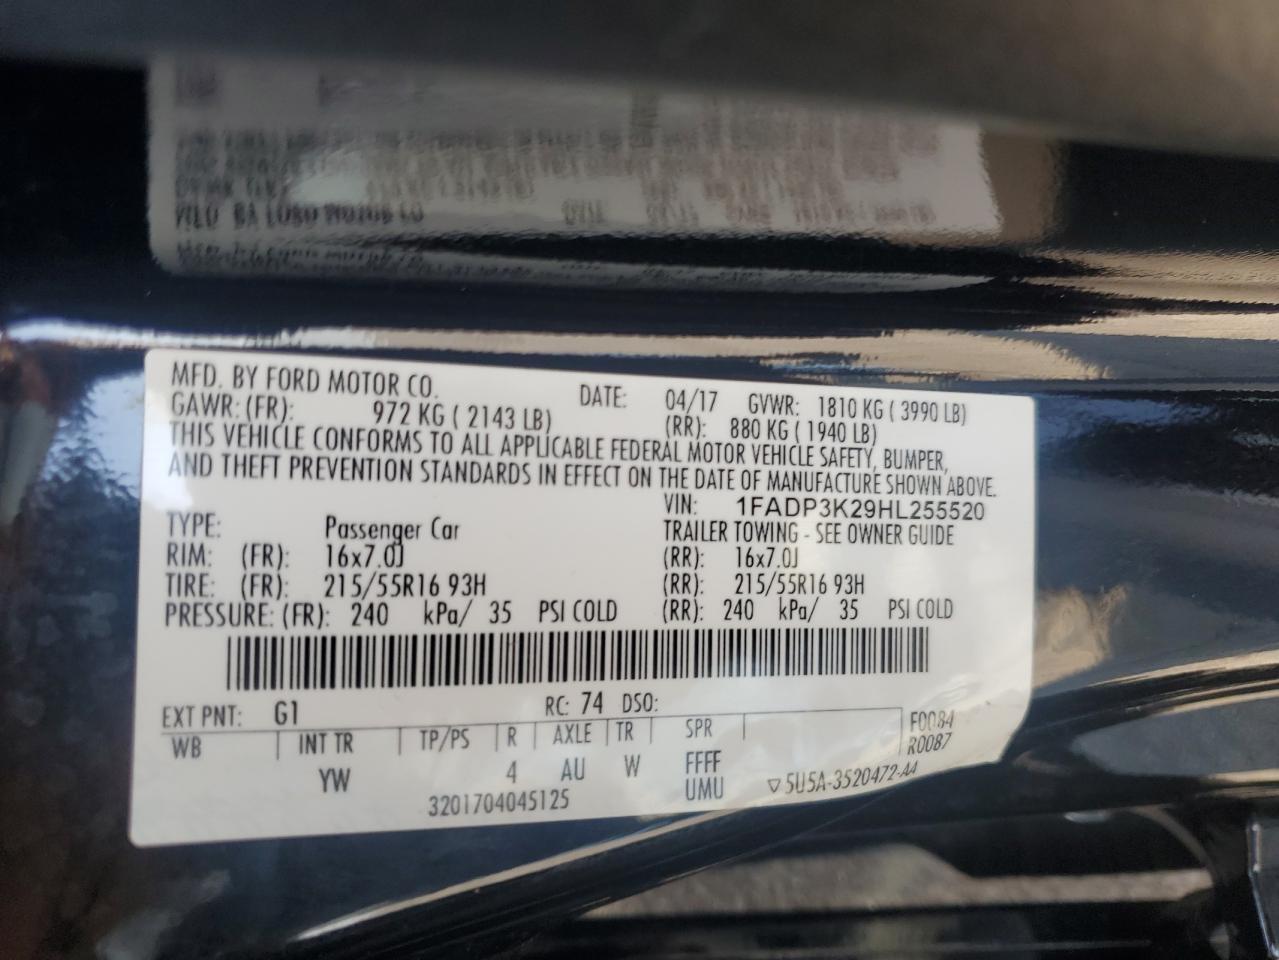 MFD. BY FORD MOTOR CO. DATE: 04/17 GVWR: 1810 KG ( 3990 LB)
GAWR: (FR): 972 KG ( 2143 LB) (RR): 880 KG ( 1940 LB)
THIS VEHICLE CONFORMS TO ALL APPLICABLE FEDERAL MOTOR VEHICLE SAFETY, BUMPER,
AND THEFT PREVENTION STANDARDS IN EFFECT ON THE DATE OF MANUFACTURE SHOWN ABOVE.
VIN: 1FADP3K29HL255520
TYPE: Passenger Car TRAILER TOWING - SEE OWNER GUIDE
RIM: (FR): 16x7.0J (RR): 16x7.0J
TIRE: (FR): 215/55R16 93H (RR): 215/55R16 93H
PRESSURE: (FR): 240 kPa/ 35 PSI COLD (RR): 240 kPa/ 35 PSI COLD
EXT PNT: G1 RC: 74 DSO:
WB INT TR TP/PS R AXLE TR SPR F0084
R0087
YW 4 AU W FFFF
UMU
3201704045125 ▽5U5A-3520472-AA